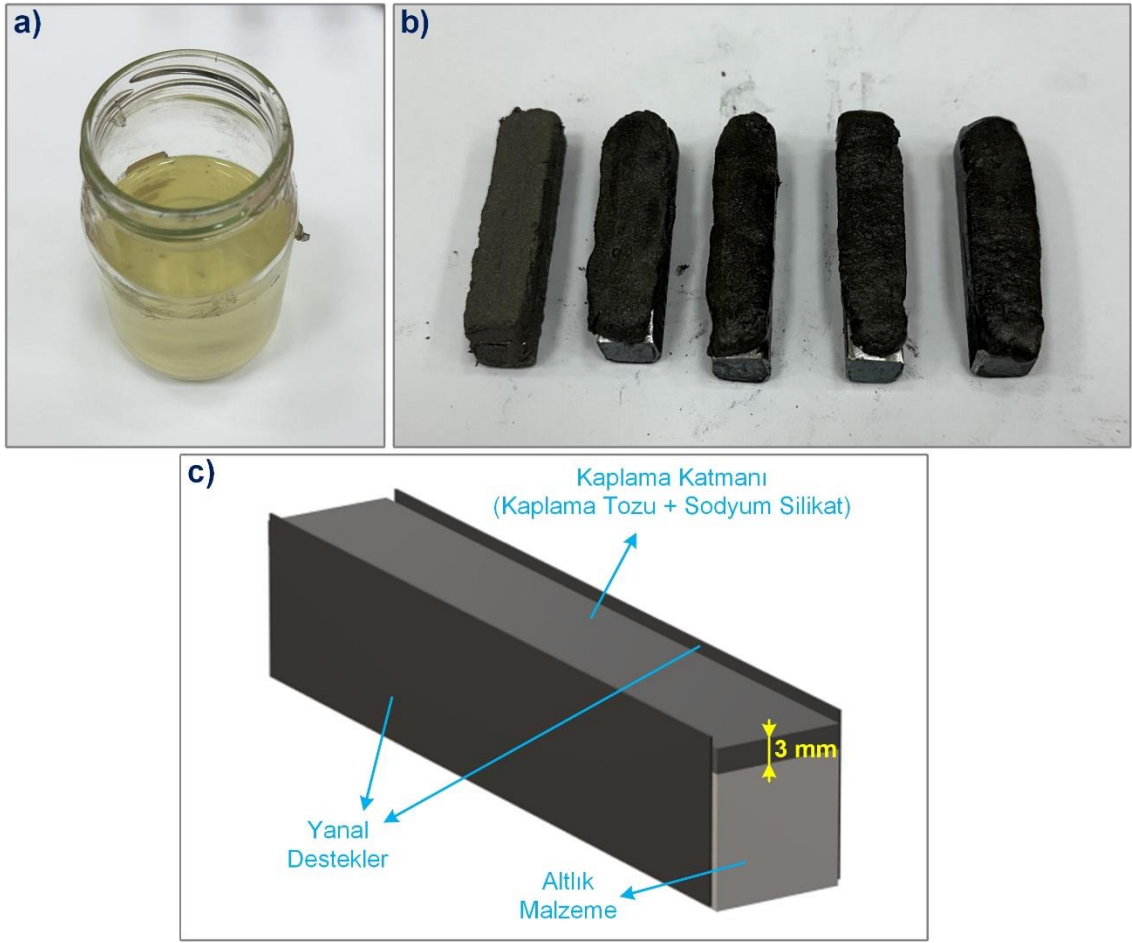 a)
b)
c)
Kaplama Katmanı
(Kaplama Tozu + Sodyum Silikat)
3 mm
Yanal
Destekler
Altlık
Malzeme